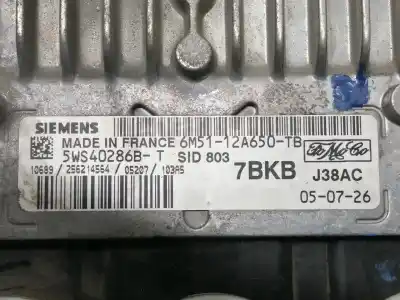 SIEMENS
MADE IN FRANCE 6M51-12A650-TB
5WS40286B-T SID 803
FoMoCo
7BKB J38AC
10689 / 256214564 / 05207 / 103A5
05-07-26